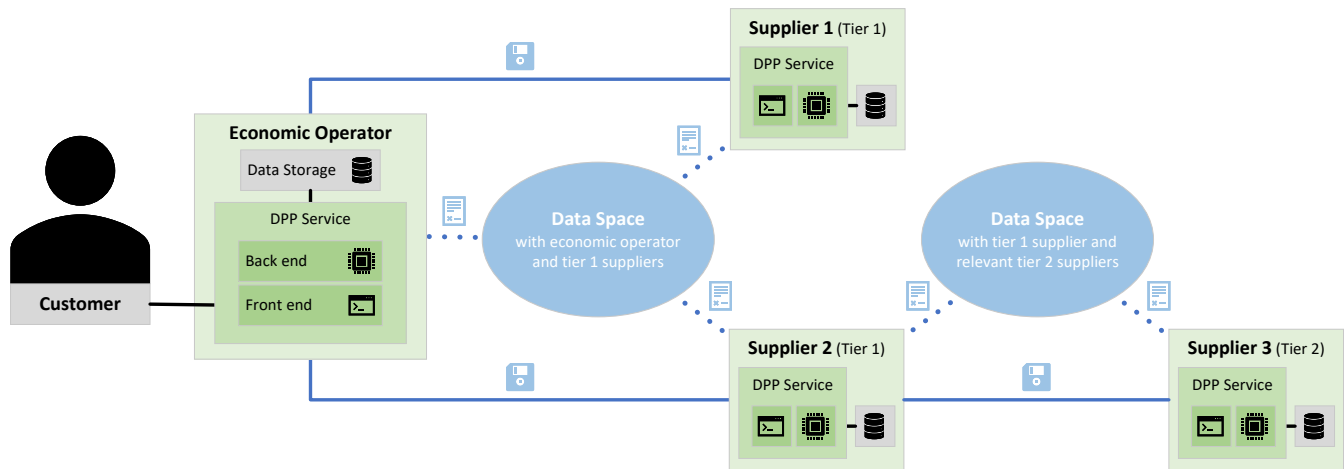 Supplier 1 (Tier 1)
DPP Service
Economic Operator
Data Storage
DPP Service
Back end
Front end
Customer
Data Space
with economic operator
and tier 1 suppliers
Data Space
with tier 1 supplier and
relevant tier 2 suppliers
Supplier 2 (Tier 1)
DPP Service
Supplier 3 (Tier 2)
DPP Service